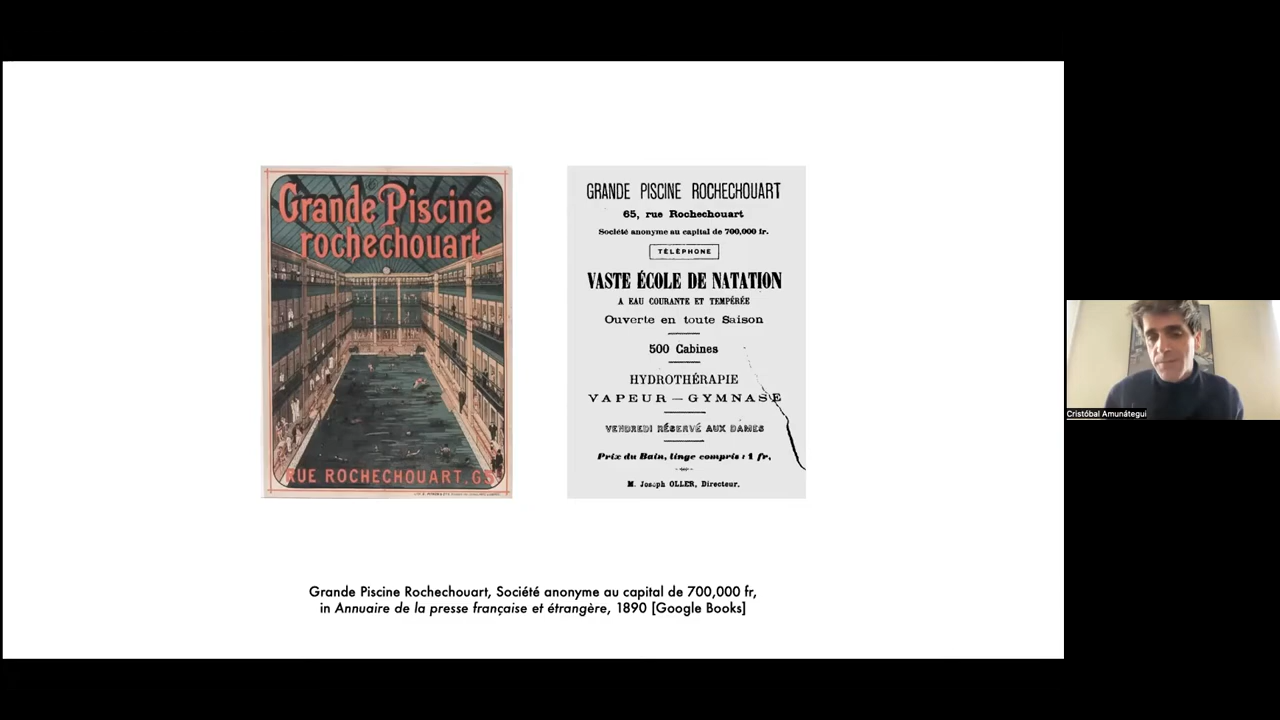 Grande Piscine
rochechouart
RUE ROCHECHOUART. 65
GRANDE PISCINE ROCHECHOUART
65, rue Rochechouart
Société anonyme au capital de 700,000 fr.
TÉLÉPHONE
VASTE ÉCOLE DE NATATION
A EAU COURANTE ET TEMPÉRÉE
Ouverte en toute Saison
500 Cabines
HYDROTHÉRAPIE
VAPEUR — GYMNASE
VENDREDI RÉSERVÉ AUX DAMES
Prix du Bain, linge compris : 1 fr,
M. Joseph OLLER, Directeur.
Grande Piscine Rochechouart, Société anonyme au capital de 700,000 fr,
in Annuaire de la presse française et étrangère, 1890 [Google Books]
Cristóbal Amunátegui